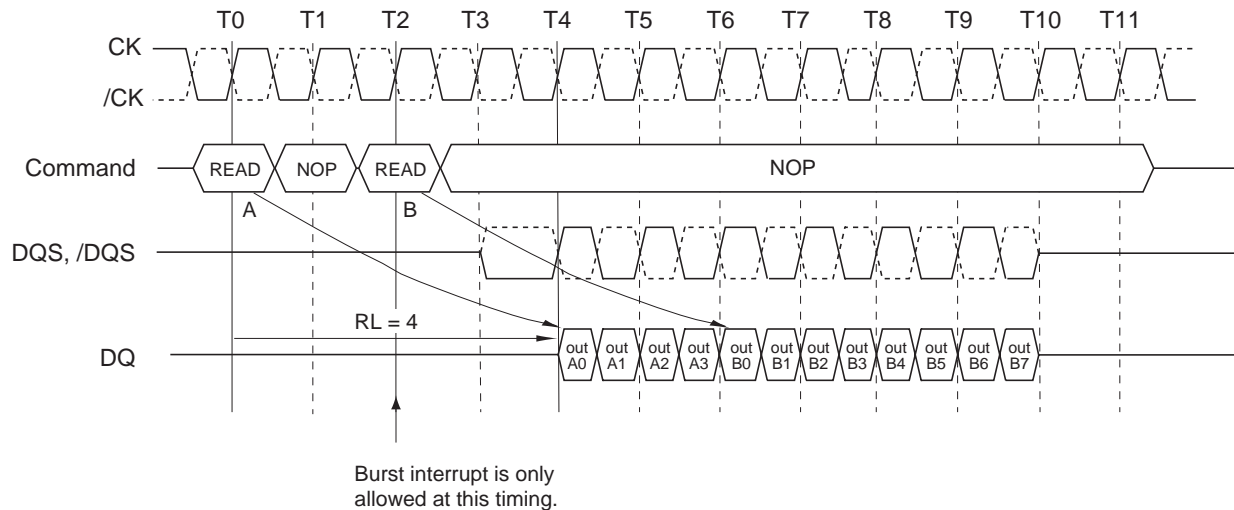 T0 T1 T2 T3 T4 T5 T6 T7 T8 T9 T10 T11
CK
/CK
Command READ NOP READ NOP
A B
DQS, /DQS
RL = 4
DQ
out out out out out out out out out out out out
A0 A1 A2 A3 B0 B1 B2 B3 B4 B5 B6 B7
Burst interrupt is only
allowed at this timing.